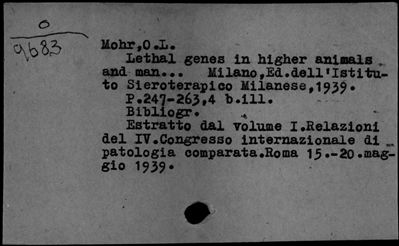 O
9683
Mohr,O.L.
Lethal genes in higher animals
and man... Milano,Ed.dell'Istitu-
to Sieroterapico Milanese,1939.
P.247-263,4 b.ill.
Bibliogr.
Estratto dal volume I.Relazioni
del IV.Congresso internazionale di
patologia comparata.Roma 15.-20.mag-
gio 1939.